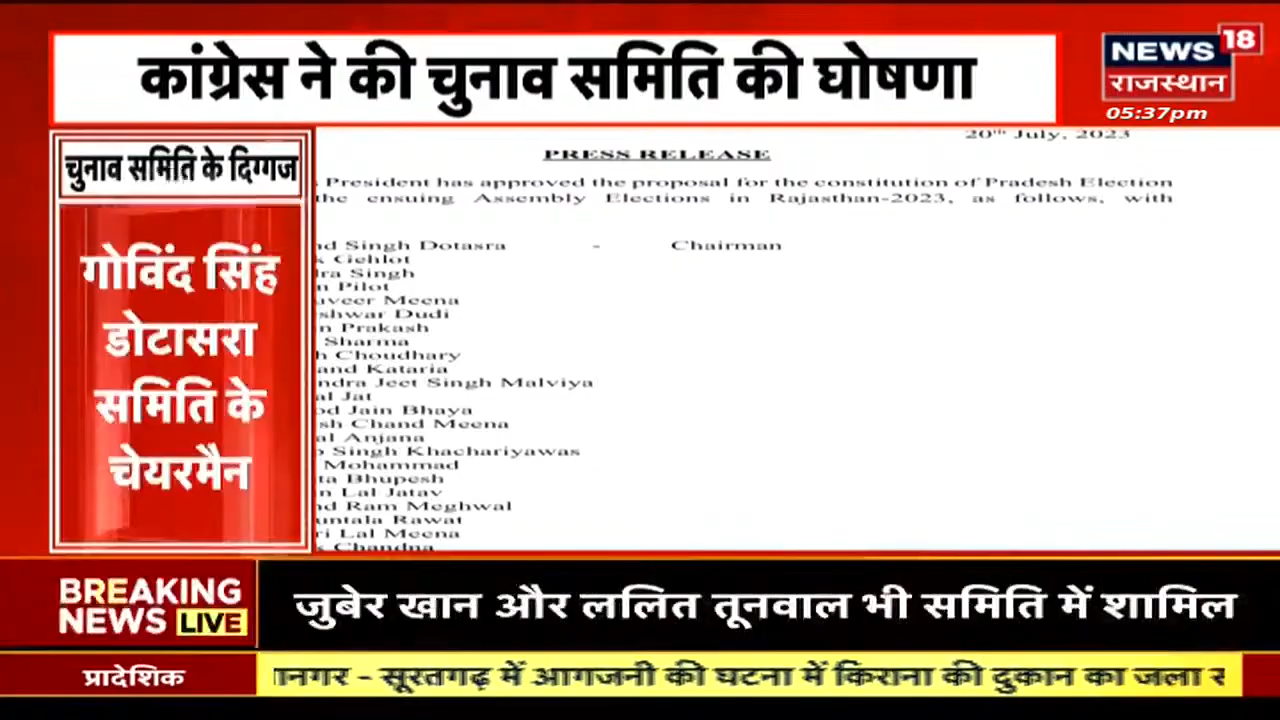 कांग्रेस ने की चुनाव समिति की घोषणा
NEWS 18
राजस्थान
05:37pm
चुनाव समिति के दिग्गज
गोविंद सिंह
डोटासरा
समिति के
चेयरमैन
20th July, 2023
PRESS RELEASE
President has approved the proposal for the constitution of Pradesh Election
the ensuing Assembly Elections in Rajasthan-2023, as follows, with
Singh Dotasra - Chairman
Gehlot
Singh
Pilot
Meena
Dudi
Prakash
Sharma
Choudhary
Kataria
Jeet Singh Malviya
Jat
Jain Bhaya
Chand Meena
Anjana
Singh Khachariyawas
Mohammad
Bhupesh
Lal Jatav
Ram Meghwal
Rawat
Lal Meena
Chandna
BREAKING
NEWS LIVE
जुबेर खान और ललित तूनवाल भी समिति में शामिल
प्रादेशिक
- सूरतगढ़ में आगजनी की घटना में किराना की दुकान का जला